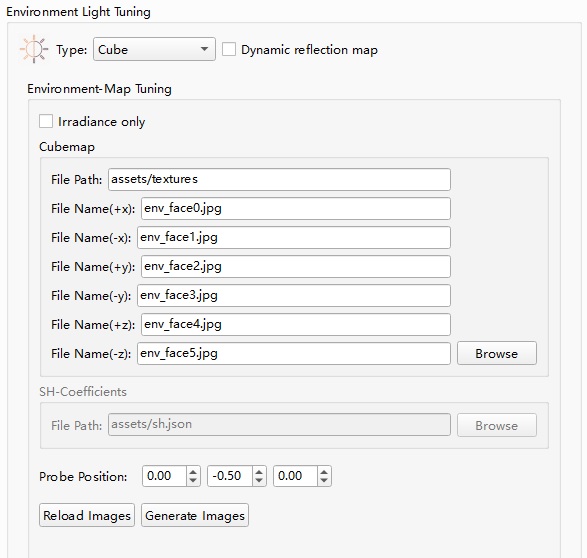 Environment Light Tuning
Type: Cube Dynamic reflection map
Environment-Map Tuning
Irradiance only
Cubemap
File Path: assets/textures
File Name(+x): env_face0.jpg
File Name(-x): env_face1.jpg
File Name(+y): env_face2.jpg
File Name(-y): env_face3.jpg
File Name(+z): env_face4.jpg
File Name(-z): env_face5.jpg Browse
SH-Coefficients
File Path: assets/sh.json Browse
Probe Position: 0.00 -0.50 0.00
Reload Images Generate Images